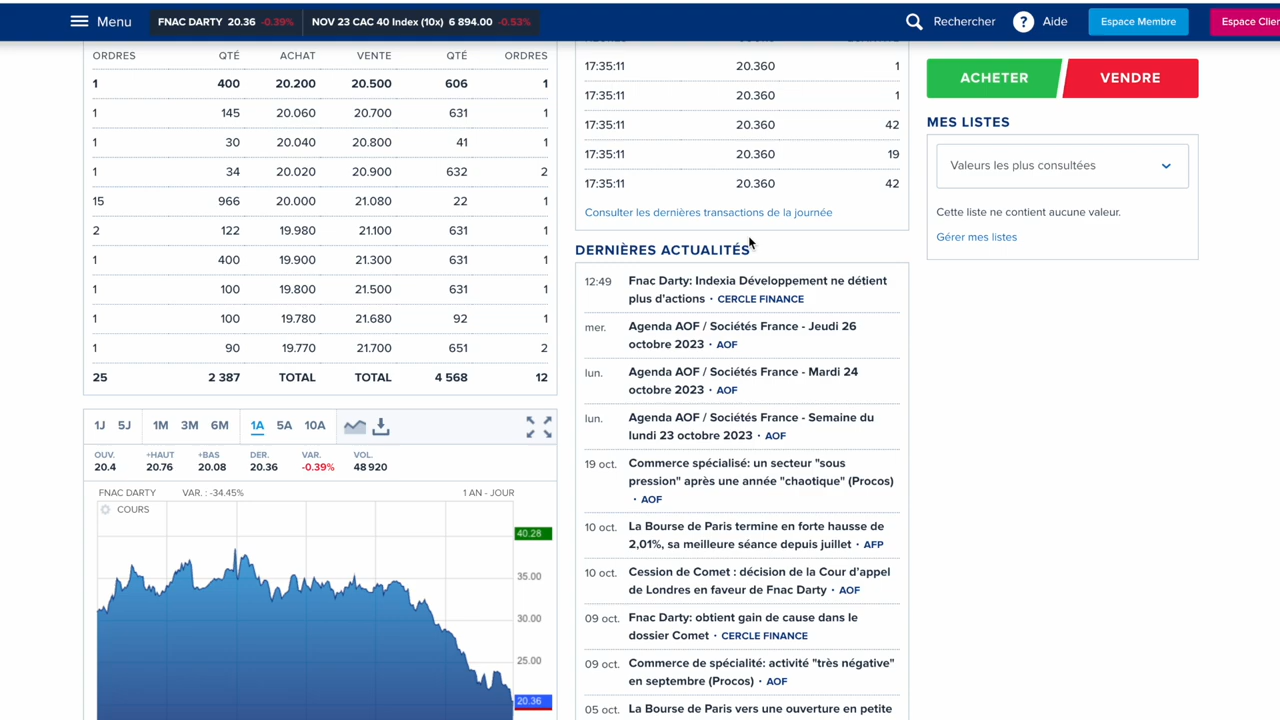 Menu
FNAC DARTY 20.36 -0.39%
NOV 23 CAC 40 Index (10x) 6 894.00 -0.53%
Rechercher
? Aide
Espace Membre
Espace Clien
ORDRES QTÉ ACHAT VENTE QTÉ ORDRES
1 400 20.200 20.500 606 1
1 145 20.060 20.700 631 1
1 30 20.040 20.800 41 1
1 34 20.020 20.900 632 2
15 966 20.000 21.080 22 1
2 122 19.980 21.100 631 1
1 400 19.900 21.300 631 1
1 100 19.800 21.500 631 1
1 100 19.780 21.680 92 1
1 90 19.770 21.700 651 2
25 2 387 TOTAL TOTAL 4 568 12
1J 5J 1M 3M 6M 1A 5A 10A
OUV. +HAUT +BAS DER. VAR. VOL.
20.4 20.76 20.08 20.36 -0.39% 48 920
FNAC DARTY VAR. : -34.45% 1 AN - JOUR
COURS
40.28
35.00
30.00
25.00
20.36
17:35:11 20.360 1
17:35:11 20.360 1
17:35:11 20.360 42
17:35:11 20.360 19
17:35:11 20.360 42
Consulter les dernières transactions de la journée
DERNIÈRES ACTUALITÉS
12:49 Fnac Darty: Indexia Développement ne détient
plus d'actions • CERCLE FINANCE
mer. Agenda AOF / Sociétés France - Jeudi 26
octobre 2023 • AOF
lun. Agenda AOF / Sociétés France - Mardi 24
octobre 2023 • AOF
lun. Agenda AOF / Sociétés France - Semaine du
lundi 23 octobre 2023 • AOF
19 oct. Commerce spécialisé: un secteur "sous
pression" après une année "chaotique" (Procos)
• AOF
10 oct. La Bourse de Paris termine en forte hausse de
2,01%, sa meilleure séance depuis juillet • AFP
10 oct. Cession de Comet : décision de la Cour d'appel
de Londres en faveur de Fnac Darty • AOF
09 oct. Fnac Darty: obtient gain de cause dans le
dossier Comet • CERCLE FINANCE
09 oct. Commerce de spécialité: activité "très négative"
en septembre (Procos) • AOF
05 oct. La Bourse de Paris vers une ouverture en petite
ACHETER
VENDRE
MES LISTES
Valeurs les plus consultées
Cette liste ne contient aucune valeur.
Gérer mes listes